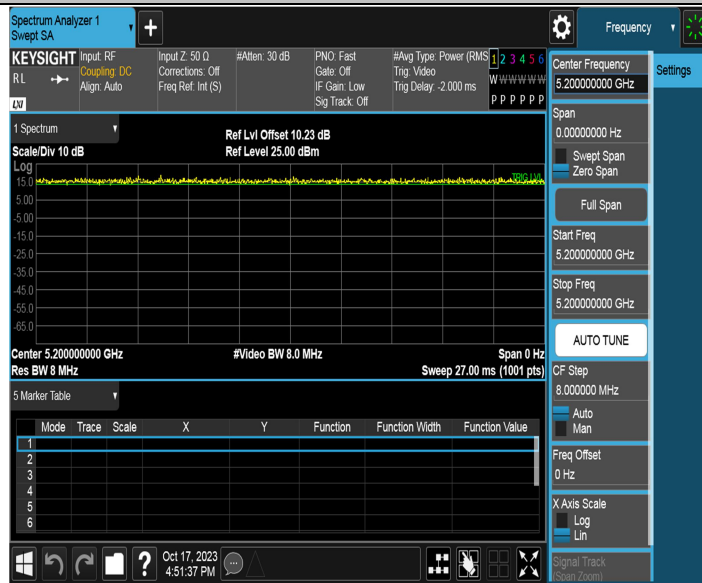 Spectrum Analyzer 1
Swept SA
Frequency
KEYSIGHT
RL
LXI
Input: RF
Coupling: DC
Align: Auto
Input Z: 50 Ω
Corrections: Off
Freq Ref: Int (S)
#Atten: 30 dB
PNO: Fast
Gate: Off
IF Gain: Low
Sig Track: Off
#Avg Type: Power (RMS
Trig: Video
Trig Delay: -2.000 ms
1 2 3 4 5 6
W W W W W W
P P P P P P
1 Spectrum
Scale/Div 10 dB
Ref Lvl Offset 10.23 dB
Ref Level 25.00 dBm
Log
15.0
5.00
-5.00
-15.0
-25.0
-35.0
-45.0
-55.0
-65.0
TRIG LVL
Center 5.200000000 GHz
Res BW 8 MHz
#Video BW 8.0 MHz
Span 0 Hz
Sweep 27.00 ms (1001 pts)
5 Marker Table
Mode Trace Scale X Y Function Function Width Function Value
1
2
3
4
5
6
Oct 17, 2023
4:51:37 PM
Center Frequency
5.200000000 GHz
Settings
Span
0.00000000 Hz
Swept Span
Zero Span
Full Span
Start Freq
5.200000000 GHz
Stop Freq
5.200000000 GHz
AUTO TUNE
CF Step
8.000000 MHz
Auto
Man
Freq Offset
0 Hz
X Axis Scale
Log
Lin
Signal Track
(Span Zoom)